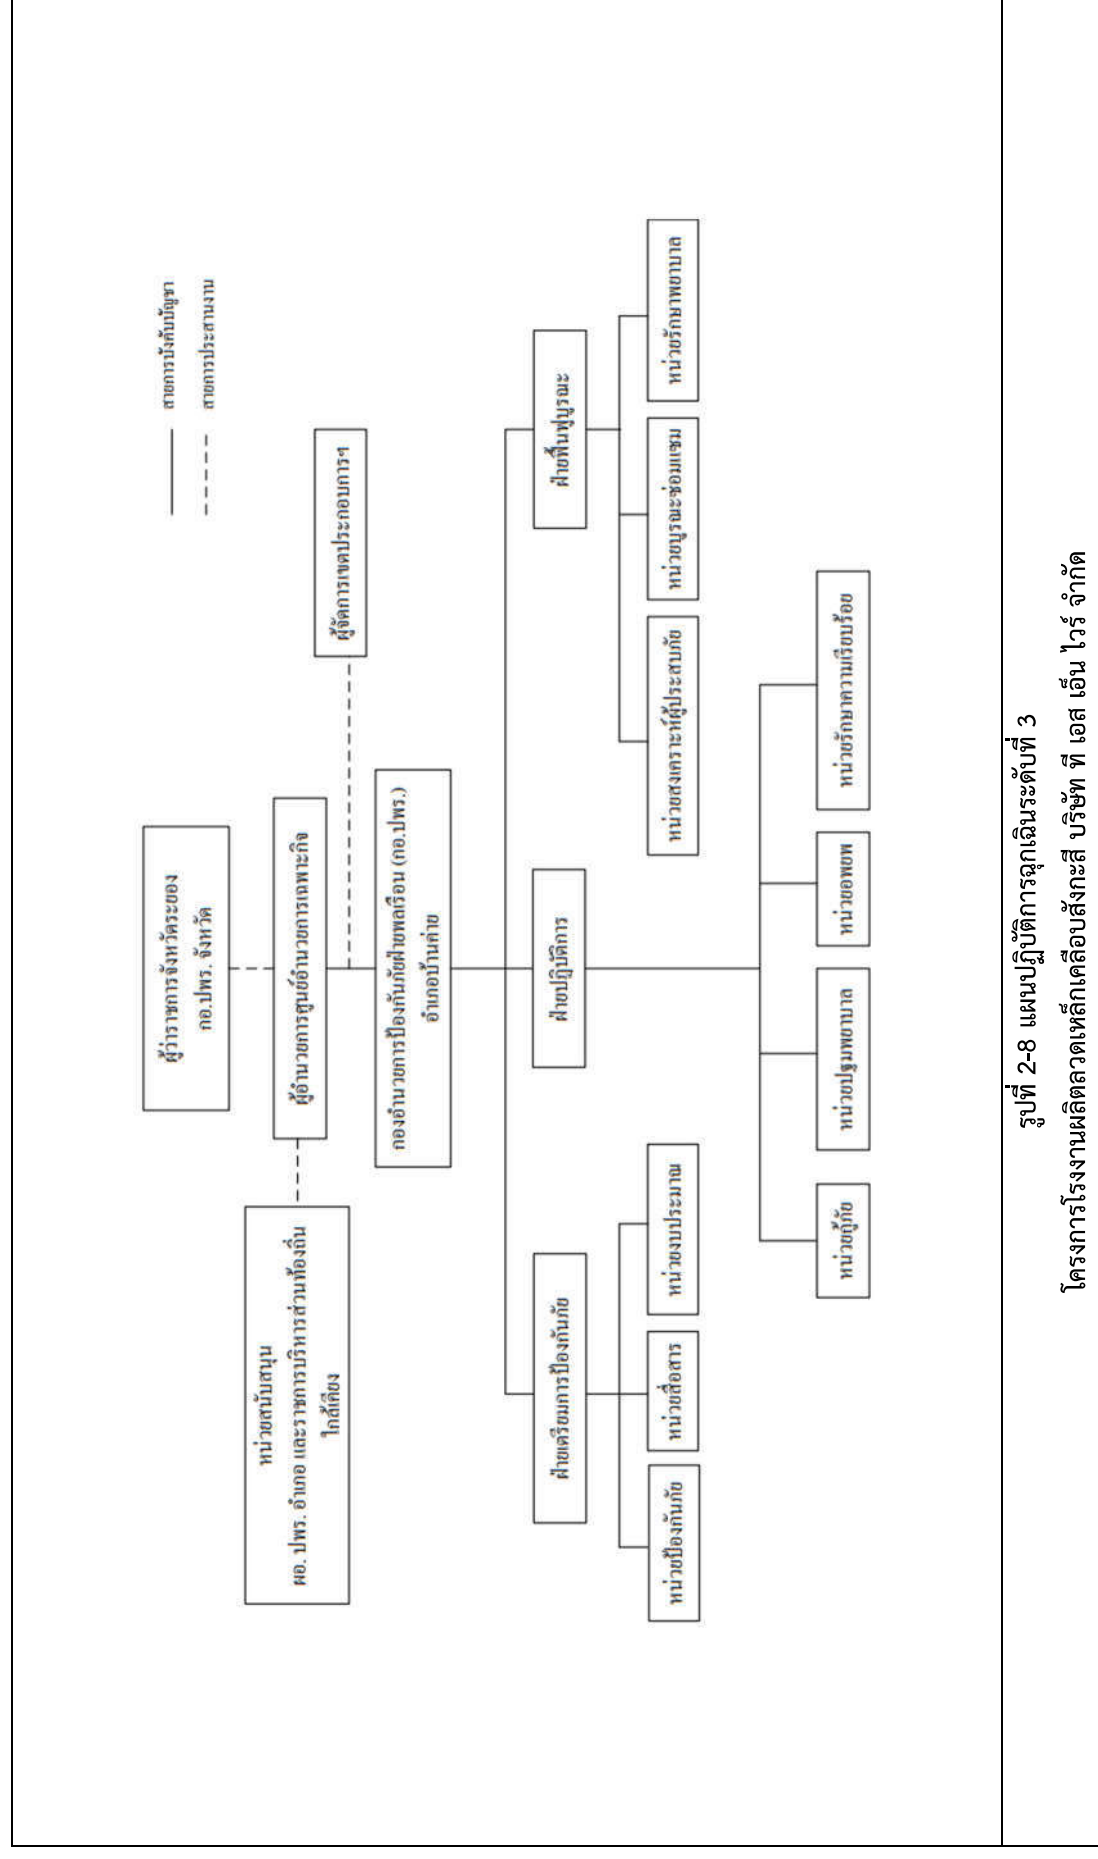 สายการบังคับบัญชา
สายการประสานงาน
ผู้ว่าราชการจังหวัดระยอง
กอ.ปพร. จังหวัด
ผู้อำนวยการศูนย์อำนวยการเฉพาะกิจ
หน่วยสนับสนุน
ผอ. ปพร. อำเภอ และราชการบริหารส่วนท้องถิ่น
ใกล้เคียง
ผู้จัดการเขตประกอบการฯ
กองอำนวยการป้องกันภัยฝ่ายพลเรือน (กอ.ปพร.)
อำเภอบ้านค่าย
ฝ่ายเตรียมการป้องกันภัย
ฝ่ายปฏิบัติการ
ฝ่ายฟื้นฟูบูรณะ
หน่วยป้องกันภัย
หน่วยสื่อสาร
หน่วยงบประมาณ
หน่วยสงเคราะห์ผู้ประสบภัย
หน่วยบูรณะซ่อมแซม
หน่วยรักษาพยาบาล
หน่วยกู้ภัย
หน่วยปฐมพยาบาล
หน่วยอพยพ
หน่วยรักษาความเรียบร้อย
รูปที่ 2-8 แผนปฏิบัติการฉุกเฉินระดับที่ 3
โครงการโรงงานผลิตลวดเหล็กเคลือบสังกะสี บริษัท ที เอส เอ็น ไวร์ จำกัด